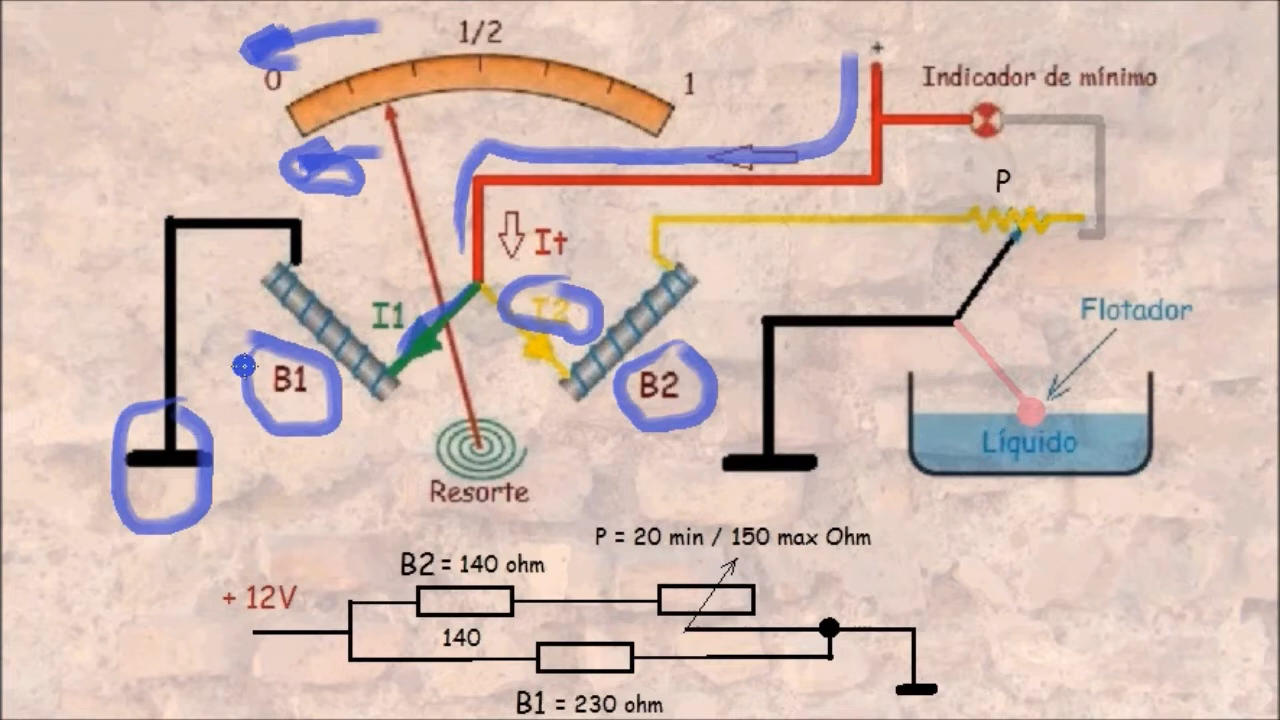 1/2
0
1
+
Indicador de mínimo
P
It
I1
I2
Flotador
B1
B2
Líquido
Resorte
P = 20 min / 150 max Ohm
B2 = 140 ohm
+ 12V
140
B1 = 230 ohm